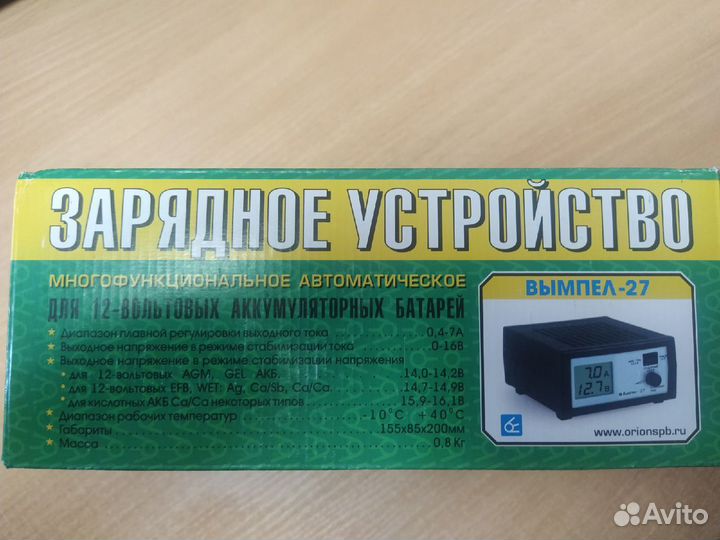 ЗАРЯДНОЕ УСТРОЙСТВО
МНОГОФУНКЦИОНАЛЬНОЕ АВТОМАТИЧЕСКОЕ
ДЛЯ 12-ВОЛЬТОВЫХ АККУМУЛЯТОРНЫХ БАТАРЕЙ
★ Диапазон плавной регулировки выходного тока .......... 0,4-7А
★ Выходное напряжение в режиме стабилизации тока .......... 0-16В
★ Выходное напряжение в режиме стабизизации напряжения
• для 12-вольтовых AGM, GEL АКБ. .......... 14,0-14,2В
• для 12-вольтовых EFB, WET: Ag, Ca/Sb, Ca/Ca. .......... 14,7-14,9В
• для кислотных АКБ Ca/Ca некоторых типов .......... 15,9-16,1В
★ Диапазон рабочих температур .......... -10°С +40°С
★ Габариты .......... 155х85х200мм
★ Масса .......... 0,8 Кг
ВЫМПЕЛ-27
7.0 А
12.7 В
Вымпел - 27
www.orionspb.ru
Avito